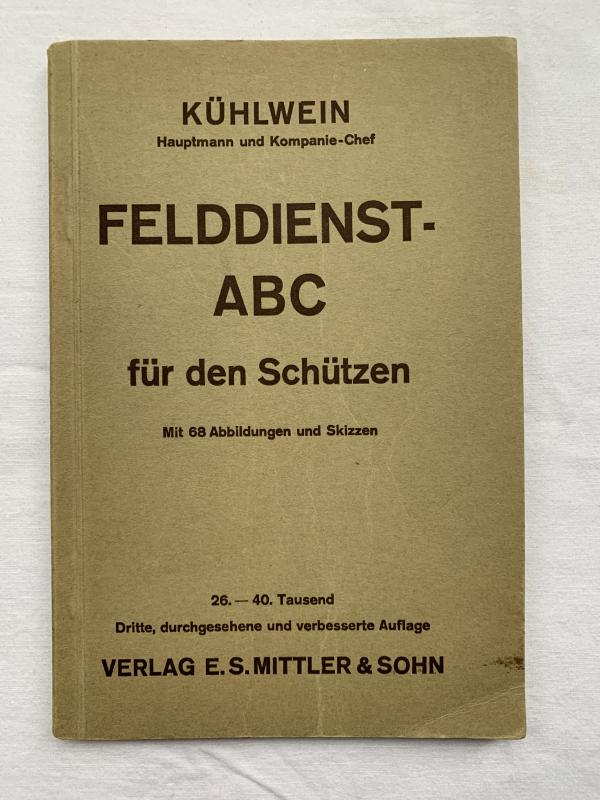 KÜHLWEIN
Hauptmann und Kompanie-Chef
FELDDIENST-
ABC
für den Schützen
Mit 68 Abbildungen und Skizzen
26. — 40. Tausend
Dritte, durchgesehene und verbesserte Auflage
VERLAG E. S. MITTLER & SOHN